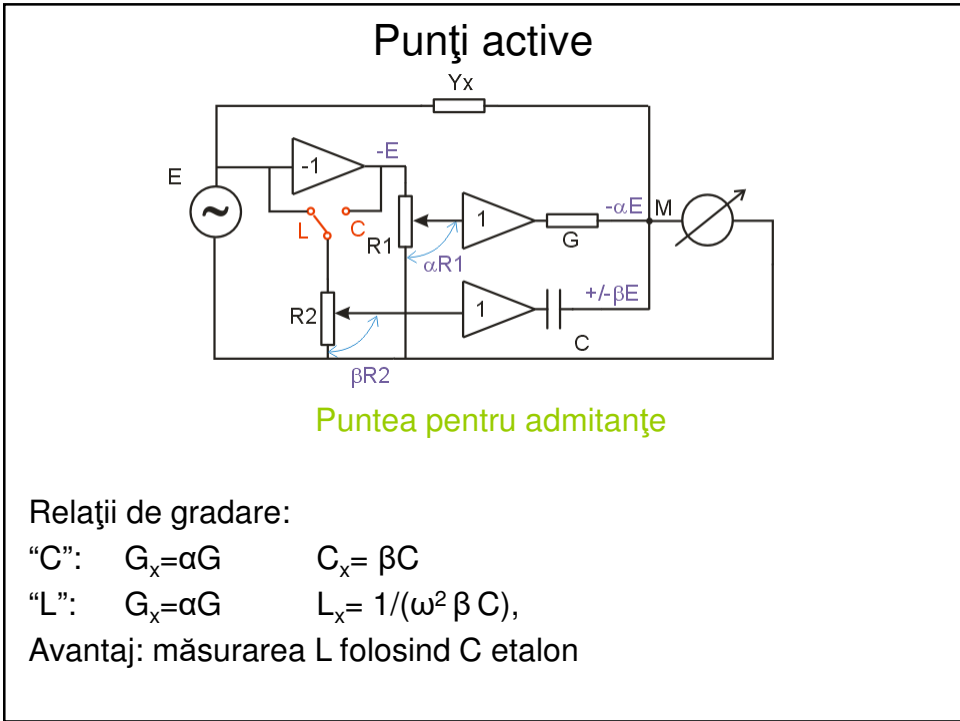 Punţi active
Yx
-E
-1
E
L
C
R1
αR1
1
-αE
M
G
+/-βE
R2
1
C
βR2
Puntea pentru admitanţe
Relaţii de gradare:
“C”: Gₓ=αG Cₓ= βC
“L”: Gₓ=αG Lₓ= 1/(ω² β C),
Avantaj: măsurarea L folosind C etalon